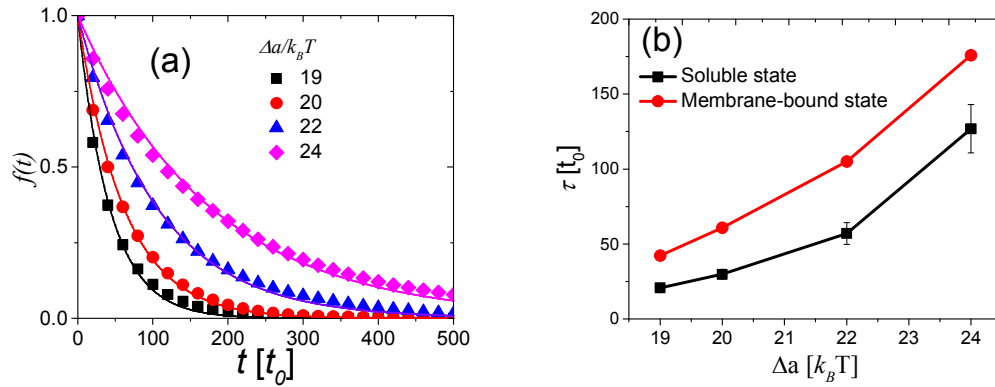 (a)
Δa/k_BT
19
20
22
24
f(t)
1.0
0.5
0.0
0 100 200 300 400 500
t [t_0]
(b)
Soluble state
Membrane-bound state
τ [t_0]
200
150
100
50
0
19 20 21 22 23 24
Δa [k_BT]